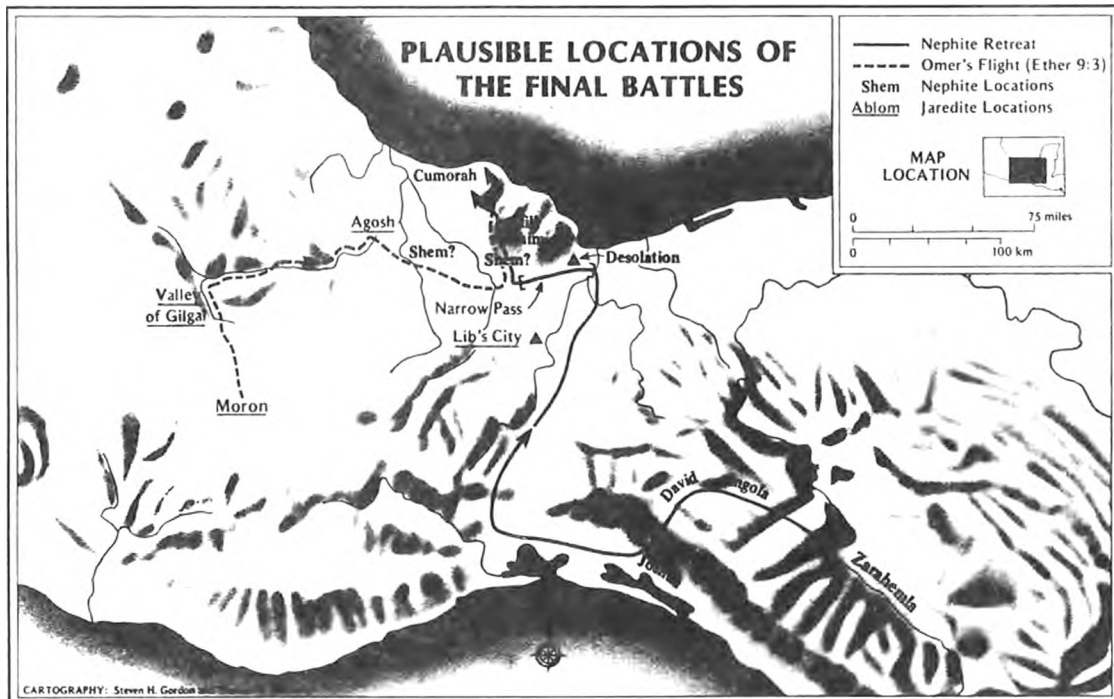 PLAUSIBLE LOCATIONS OF
THE FINAL BATTLES
Nephite Retreat
Omer's Flight (Ether 9:3)
Shem Nephite Locations
Ablom Jaredite Locations
MAP
LOCATION
0 75 miles
0 100 km
Cumorah
Agosh
Shem?
Shem?
Desolation
Valley
of Gilgal
Narrow Pass
Lib's City
Moron
David
Zarahemla
CARTOGRAPHY: Steven H. Gordon